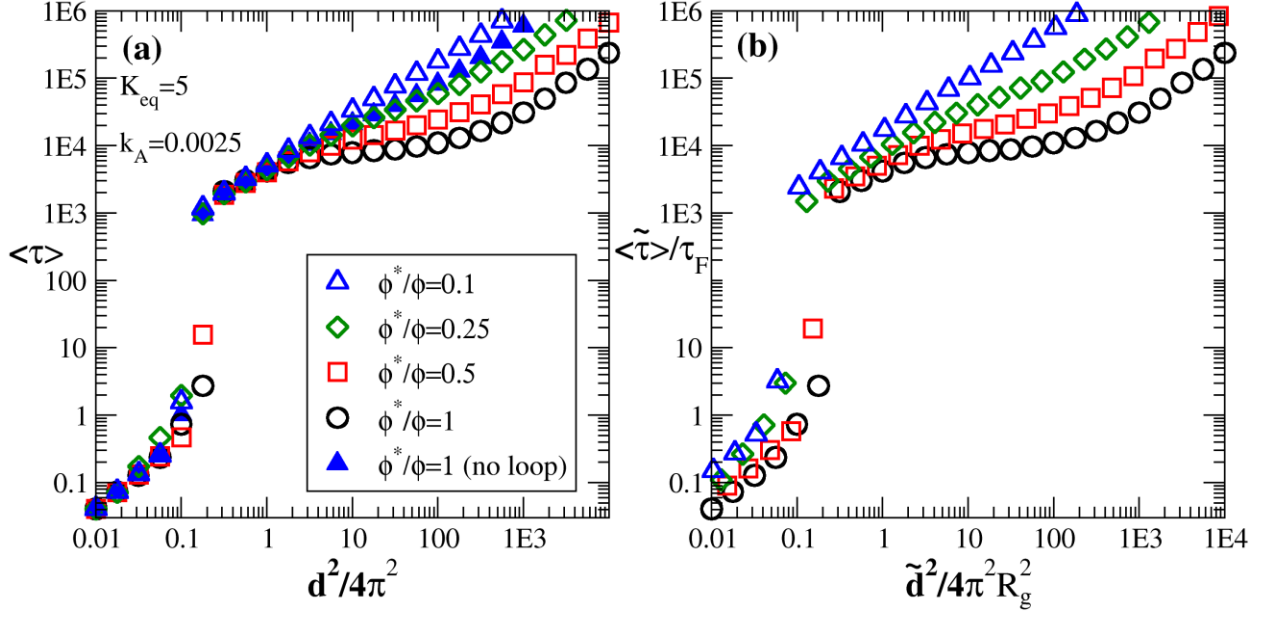 1E6
(a)
1E5
K_eq=5
1E4
k_A=0.0025
1E3
<τ>
100
ϕ*/ϕ=0.1
ϕ*/ϕ=0.25
10
ϕ*/ϕ=0.5
1
ϕ*/ϕ=1
ϕ*/ϕ=1 (no loop)
0.1
0.01 0.1 1 10 100 1E3
d²/4π²
1E6
(b)
1E5
1E4
1E3
<τ̃>/τ_F
100
10
1
0.1
0.01 0.1 1 10 100 1E3 1E4
d̃²/4π²R_g²